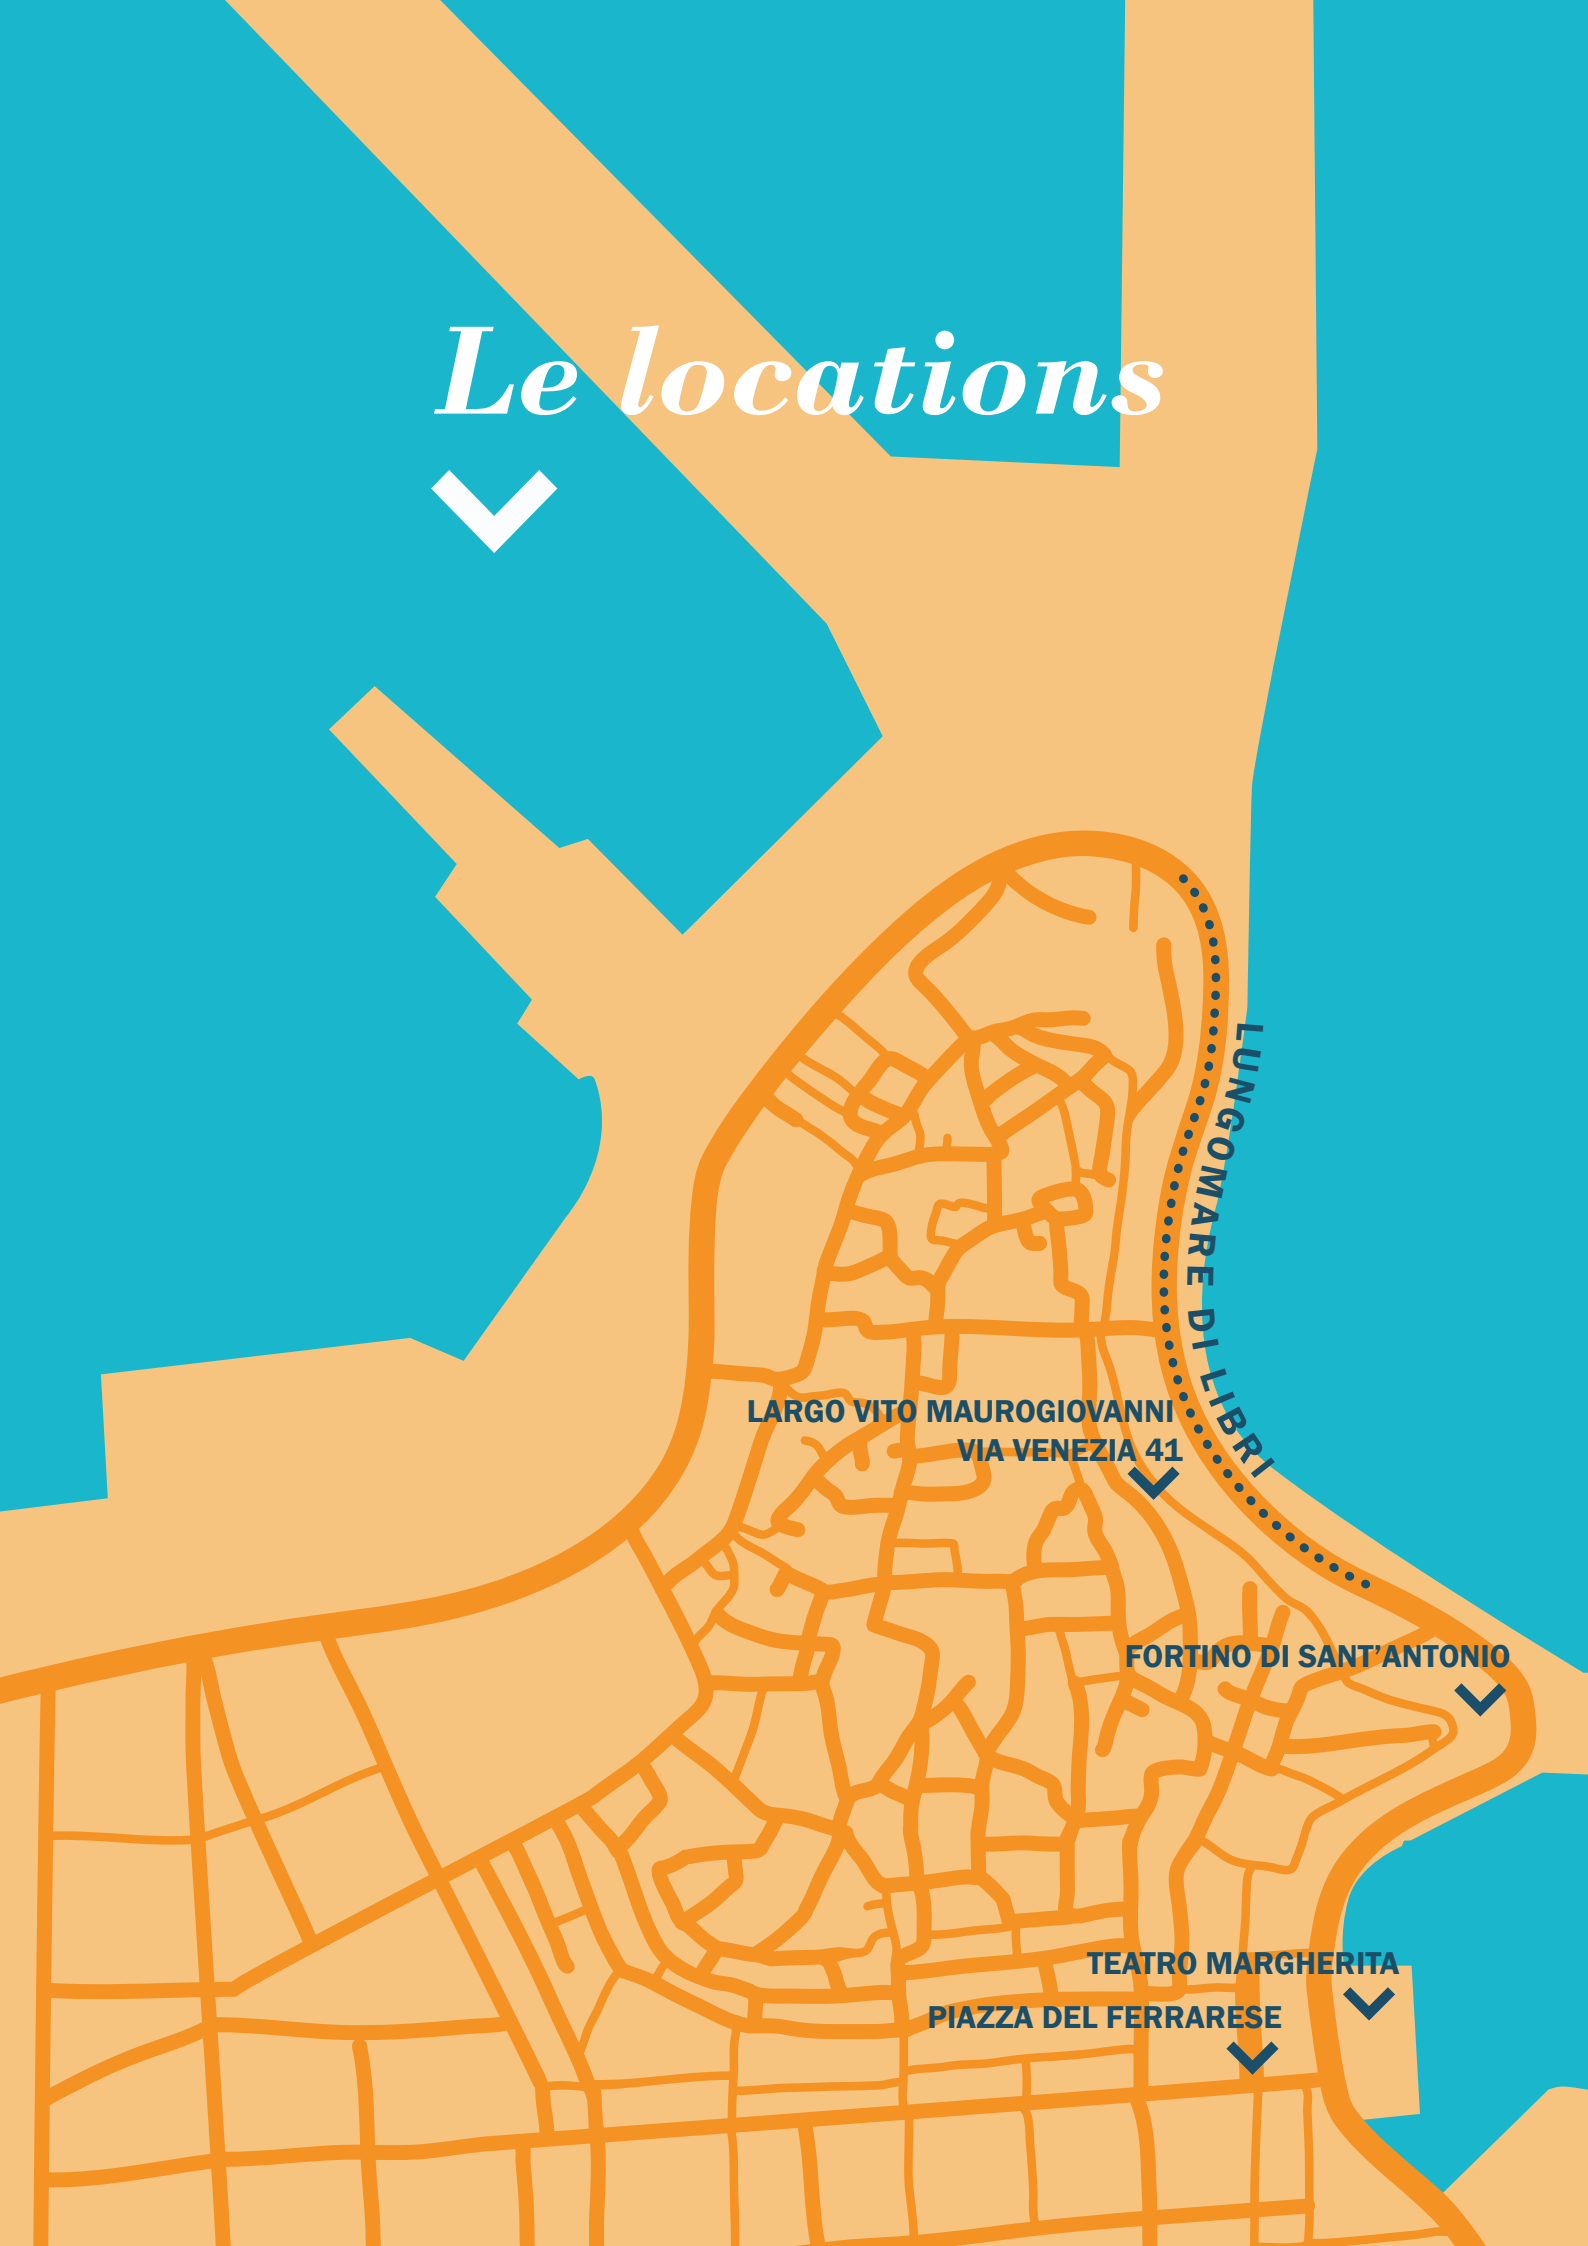 Le locations
LUNGOMARE DI LIBRI
LARGO VITO MAUROGIOVANNI
VIA VENEZIA 41
FORTINO DI SANT’ANTONIO
TEATRO MARGHERITA
PIAZZA DEL FERRARESE